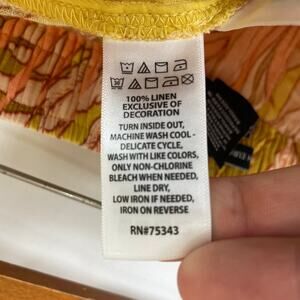 100% LINEN
EXCLUSIVE OF
DECORATION
TURN INSIDE OUT,
MACHINE WASH COOL -
DELICATE CYCLE,
WASH WITH LIKE COLORS,
ONLY NON-CHLORINE
BLEACH WHEN NEEDED,
LINE DRY,
LOW IRON IF NEEDED,
IRON ON REVERSE
RN#75343